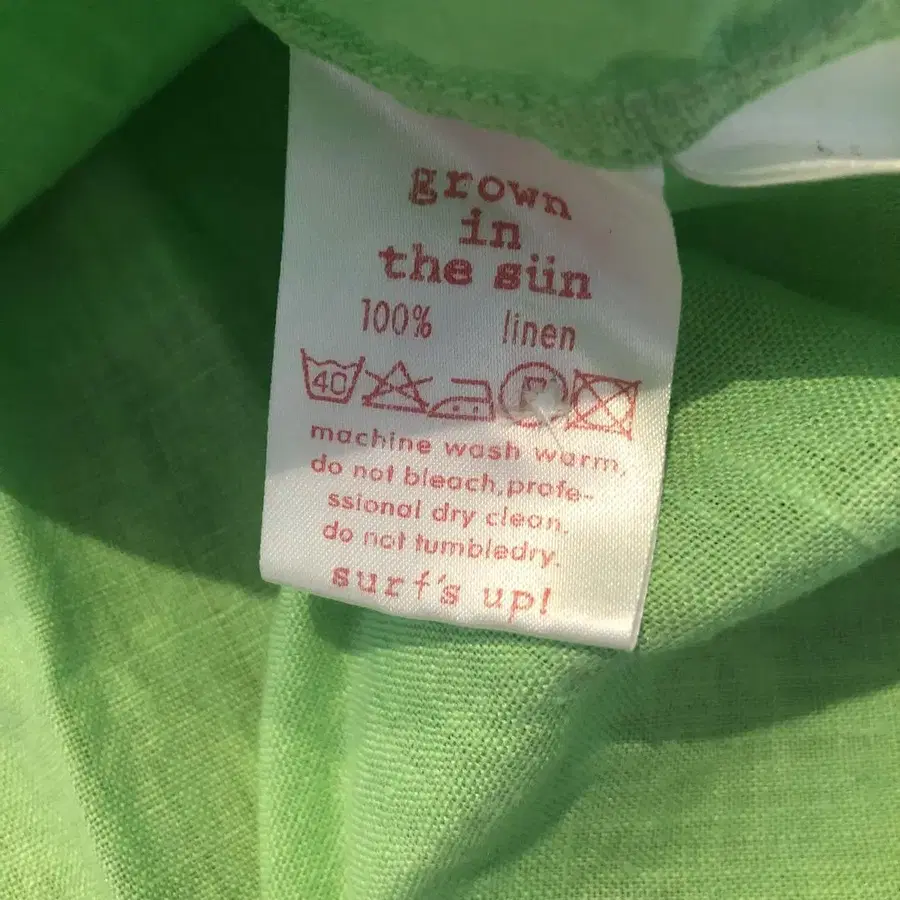 grown
in
the sün
100% linen
40
machine wash warm,
do not bleach,profe-
ssional dry clean,
do not tumbledry.
surf's up!